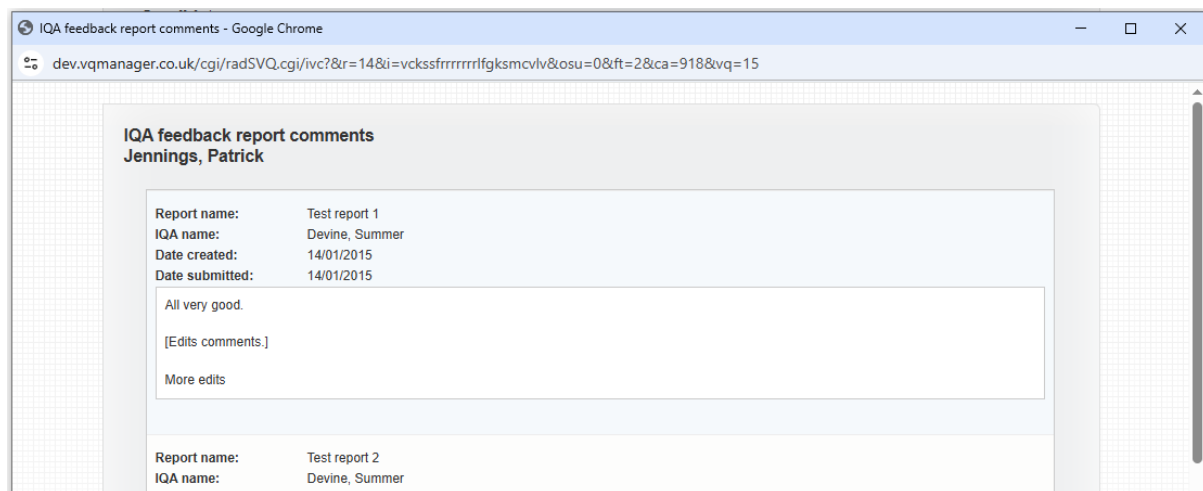 IQA feedback report comments - Google Chrome
dev.vqmanager.co.uk/cgi/radSVQ.cgi/ivc?&r=14&i=vckssfrrrrrrrlfgksmcvlv&osu=0&ft=2&ca=918&vq=15
IQA feedback report comments
Jennings, Patrick
Report name: Test report 1
IQA name: Devine, Summer
Date created: 14/01/2015
Date submitted: 14/01/2015
All very good.
[Edits comments.]
More edits
Report name: Test report 2
IQA name: Devine, Summer